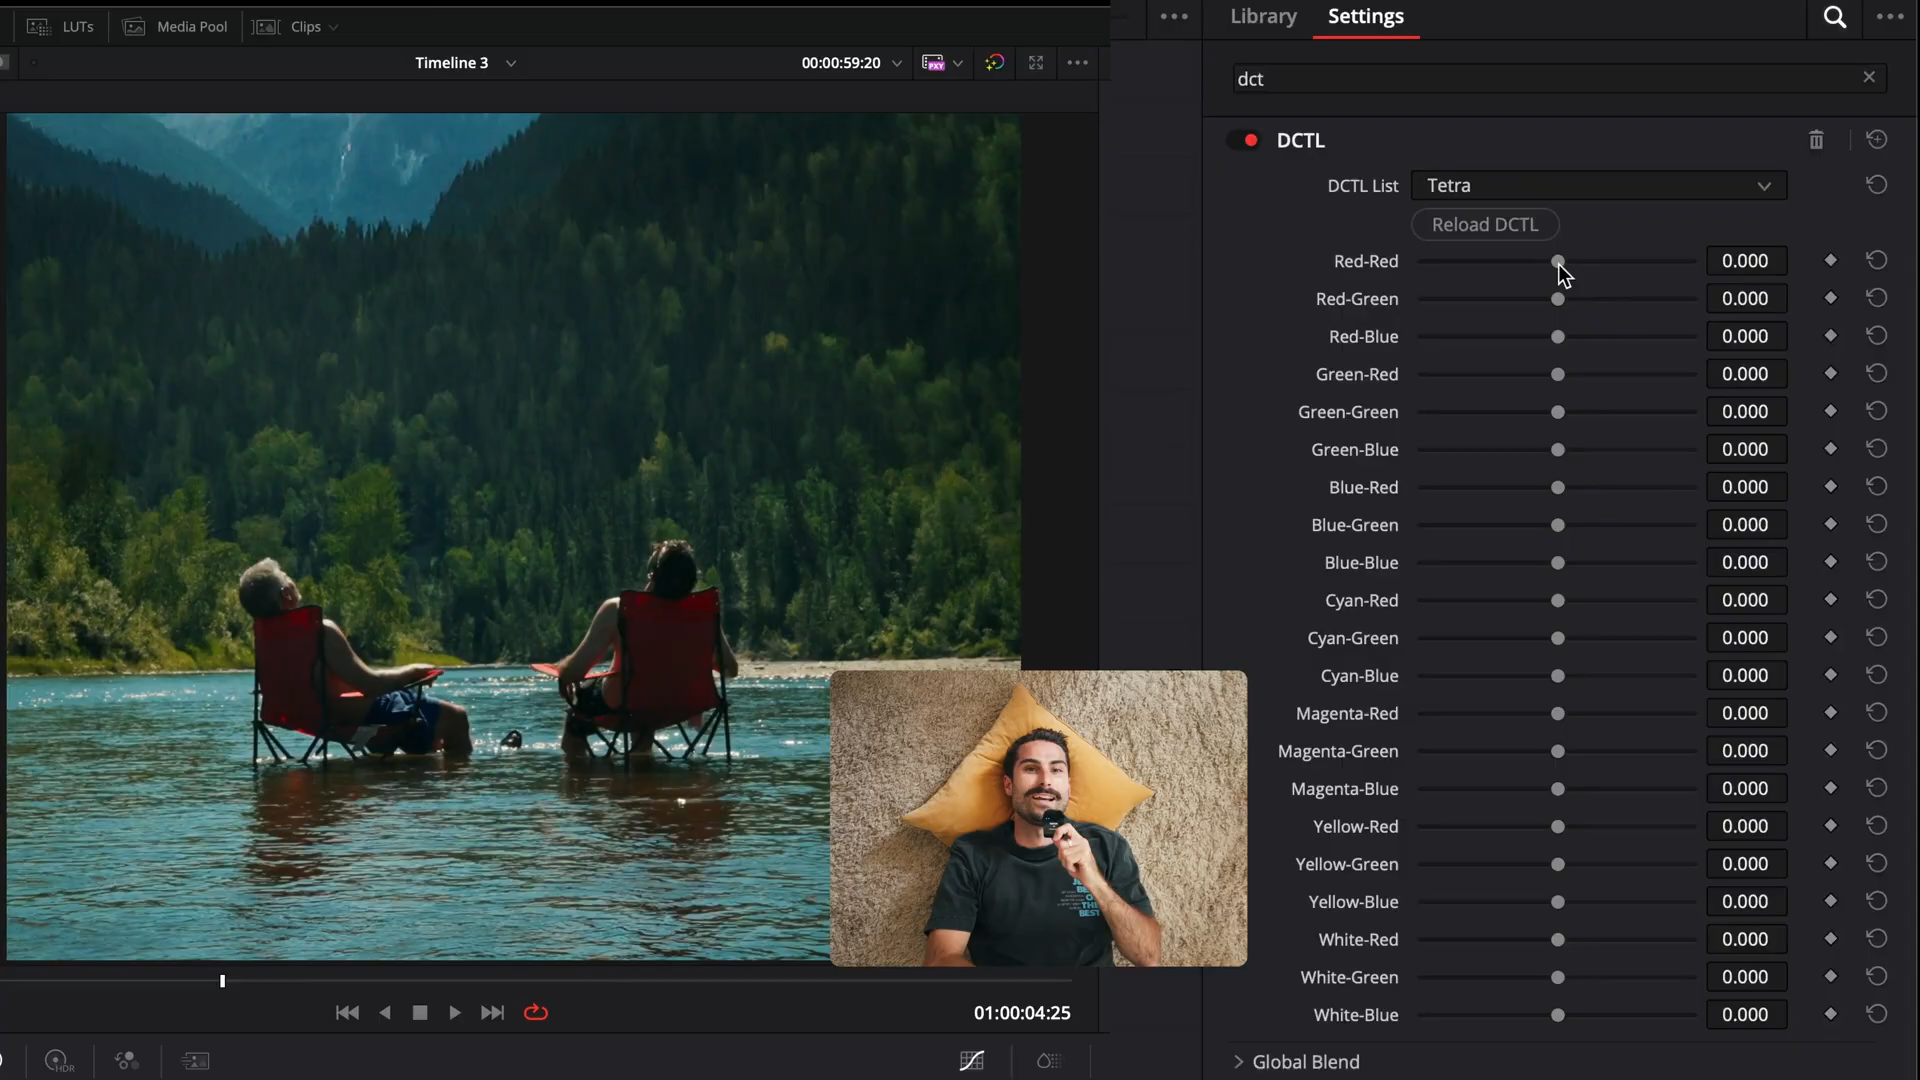 LUTs
Media Pool
Clips
Timeline 3
00:00:59:20
PXY
Library
Settings
dct
DCTL
DCTL List
Tetra
Reload DCTL
Red-Red 0.000
Red-Green 0.000
Red-Blue 0.000
Green-Red 0.000
Green-Green 0.000
Green-Blue 0.000
Blue-Red 0.000
Blue-Green 0.000
Blue-Blue 0.000
Cyan-Red 0.000
Cyan-Green 0.000
Cyan-Blue 0.000
Magenta-Red 0.000
Magenta-Green 0.000
Magenta-Blue 0.000
Yellow-Red 0.000
Yellow-Green 0.000
Yellow-Blue 0.000
White-Red 0.000
White-Green 0.000
White-Blue 0.000
Global Blend
BEST
01:00:04:25
HDR